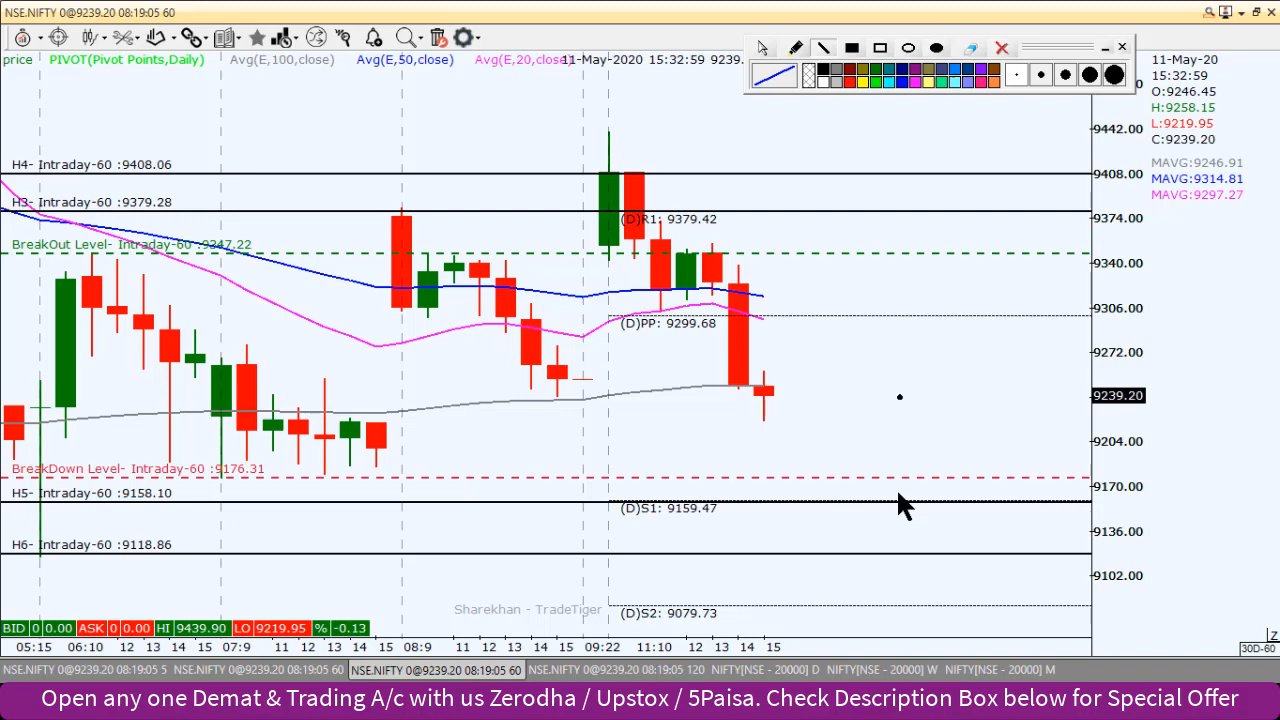 NSE.NIFTY 0@9239.20 08:19:05 60
price PIVOT(Pivot Points,Daily) Avg(E,100,close) Avg(E,50,close) Avg(E,20,close) 11-May-2020 15:32:59 9239.
11-May-20
15:32:59
O:9246.45
H:9258.15
L:9219.95
C:9239.20
MAVG:9246.91
MAVG:9314.81
MAVG:9297.27
9442.00
9408.00
9374.00
9340.00
9306.00
9272.00
9239.20
9204.00
9170.00
9136.00
9102.00
H4- Intraday-60 :9408.06
H3- Intraday-60 :9379.28
(D)R1: 9379.42
BreakOut Level- Intraday-60 :9347.22
(D)PP: 9299.68
BreakDown Level- Intraday-60 :9176.31
H5- Intraday-60 :9158.10
(D)S1: 9159.47
H6- Intraday-60 :9118.86
Sharekhan - TradeTiger
(D)S2: 9079.73
BID 0 0.00 ASK 0 0.00 HI 9439.90 LO 9219.95 % -0.13
05:15 06:10 12 13 14 15 07:9 11 12 13 14 15 08:9 11 12 13 14 15 09:22 11:10 12 13 14 15
Z
30D-60
NSE.NIFTY 0@9239.20 08:19:05 5 NSE.NIFTY 0@9239.20 08:19:05 60 NSE.NIFTY 0@9239.20 08:19:05 60 NSE.NIFTY 0@9239.20 08:19:05 120 NIFTY[NSE - 20000] D NIFTY[NSE - 20000] W NIFTY[NSE - 20000] M
Open any one Demat & Trading A/c with us Zerodha / Upstox / 5Paisa. Check Description Box below for Special Offer